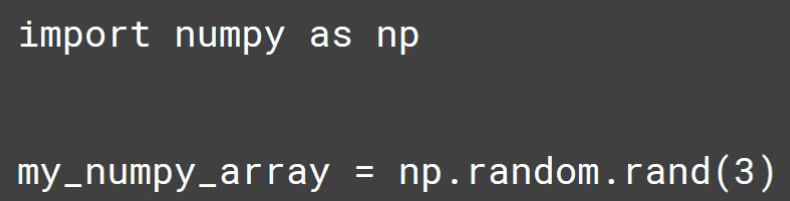 import numpy as np
my_numpy_array = np.random.rand(3)